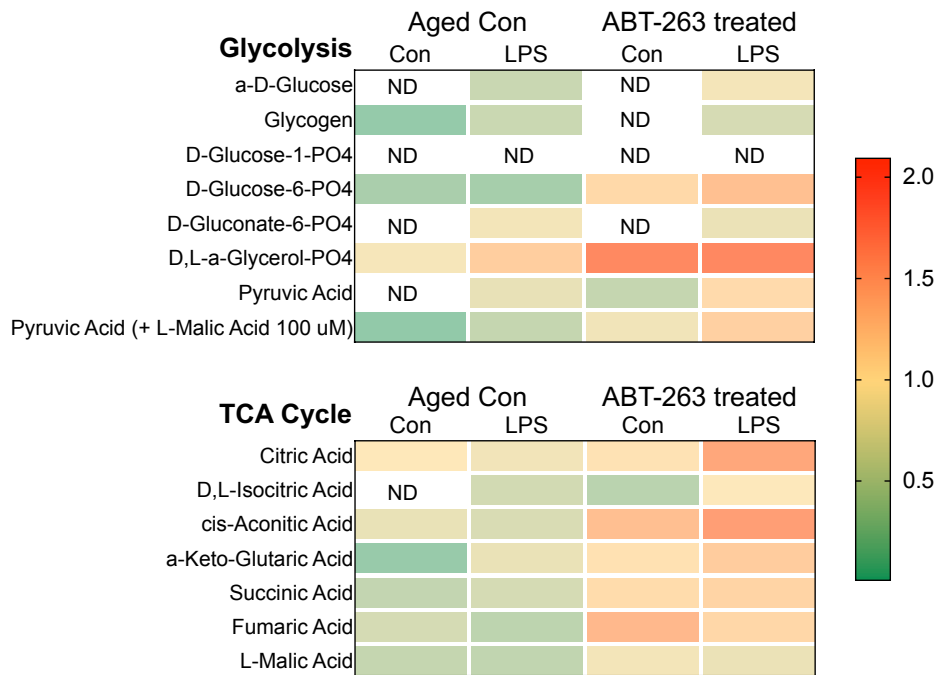 Aged Con ABT-263 treated
Glycolysis Con LPS Con LPS
a-D-Glucose ND ND
Glycogen ND
D-Glucose-1-PO4 ND ND ND ND
D-Glucose-6-PO4
D-Gluconate-6-PO4 ND ND
D,L-a-Glycerol-PO4
Pyruvic Acid ND
Pyruvic Acid (+ L-Malic Acid 100 uM)
2.0
1.5
1.0
0.5
Aged Con ABT-263 treated
TCA Cycle Con LPS Con LPS
Citric Acid
D,L-Isocitric Acid ND
cis-Aconitic Acid
a-Keto-Glutaric Acid
Succinic Acid
Fumaric Acid
L-Malic Acid